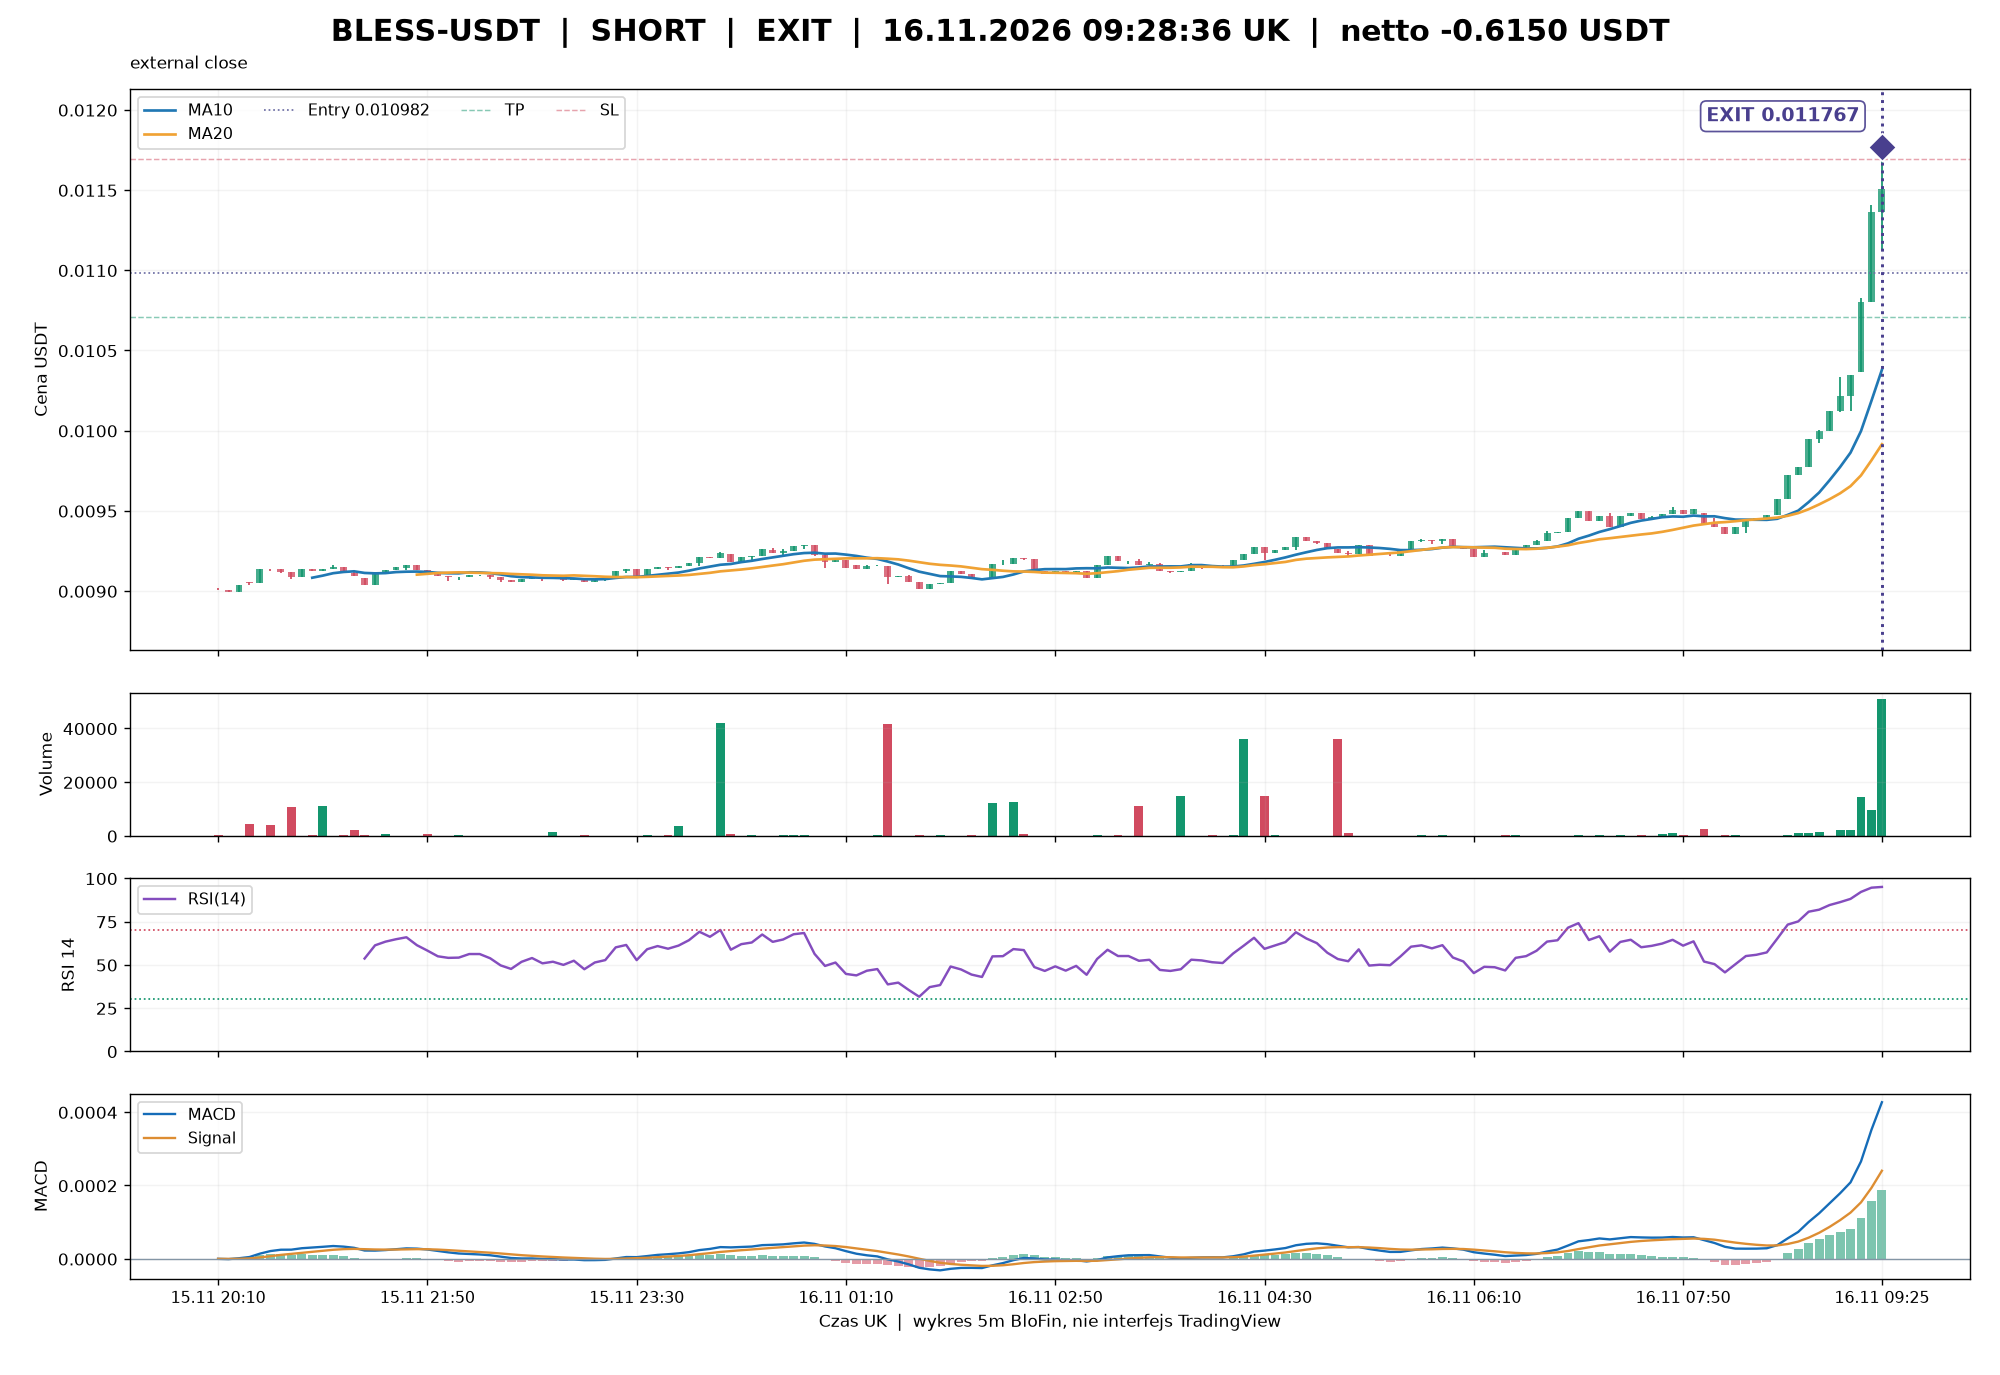 BLESS-USDT | SHORT | EXIT | 16.11.2026 09:28:36 UK | netto -0.6150 USDT
external close
MA10
MA20
Entry 0.010982
TP
SL
EXIT 0.011767
Cena USDT
0.0120
0.0115
0.0110
0.0105
0.0100
0.0095
0.0090
Volume
40000
20000
0
RSI(14)
RSI 14
100
75
50
25
0
MACD
Signal
MACD
0.0004
0.0002
0.0000
15.11 20:10
15.11 21:50
15.11 23:30
16.11 01:10
16.11 02:50
16.11 04:30
16.11 06:10
16.11 07:50
16.11 09:25
Czas UK | wykres 5m BloFin, nie interfejs TradingView